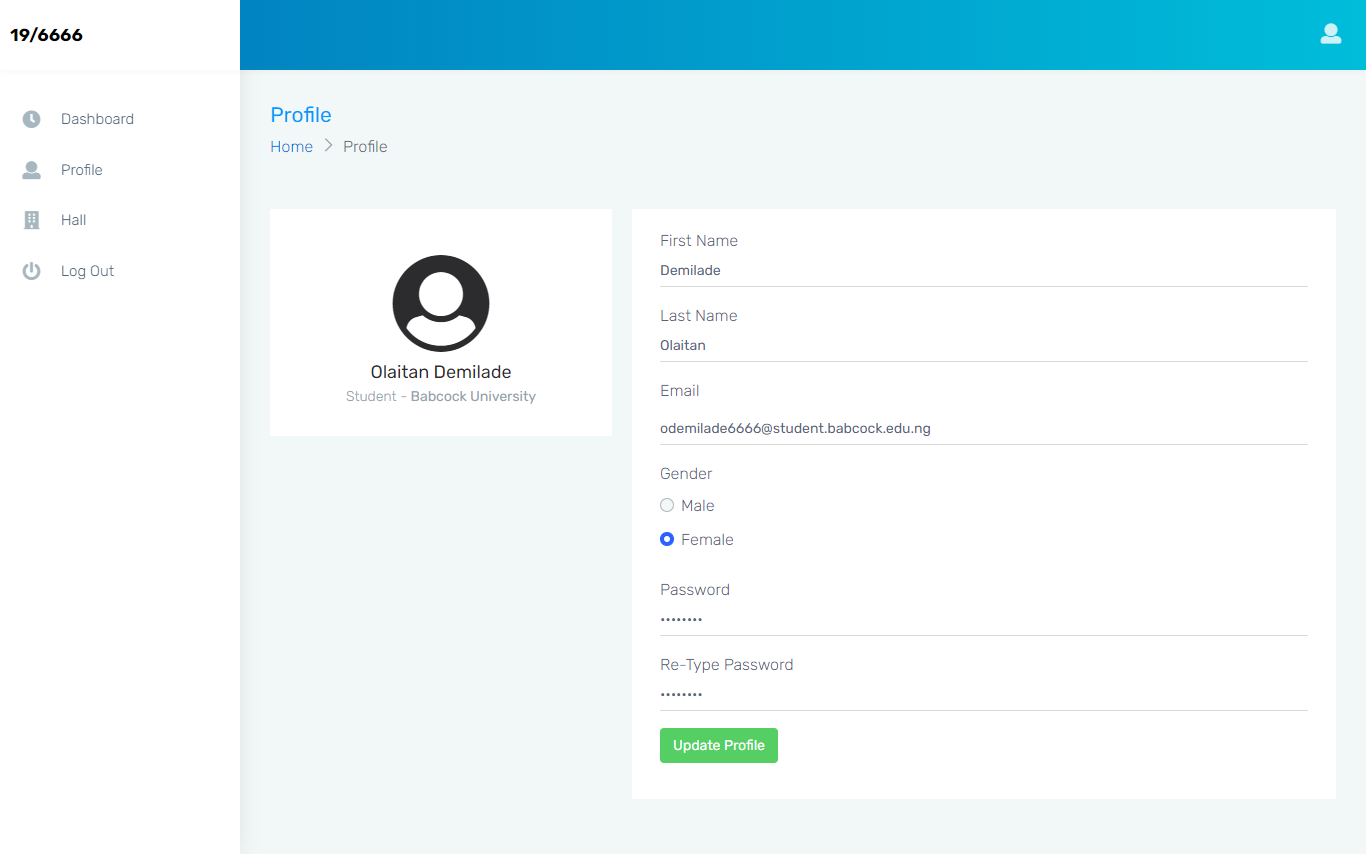 19/6666
Dashboard
Profile
Hall
Log Out
Profile
Home > Profile
Olaitan Demilade
Student - Babcock University
First Name
Demilade
Last Name
Olaitan
Email
odemilade6666@student.babcock.edu.ng
Gender
Male
Female
Password
••••••••
Re-Type Password
••••••••
Update Profile